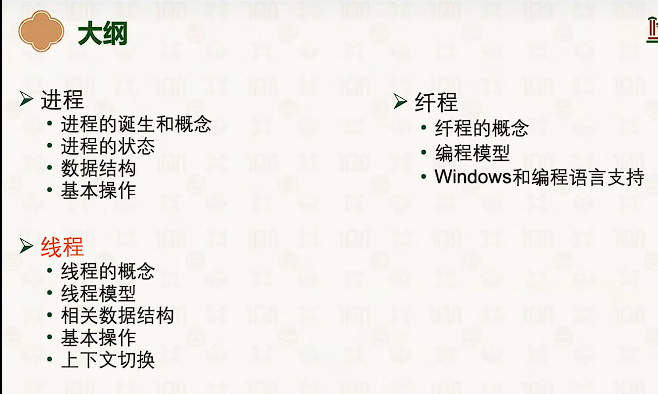 大纲
进程
进程的诞生和概念
进程的状态
数据结构
基本操作
线程
线程的概念
线程模型
相关数据结构
基本操作
上下文切换
纤程
纤程的概念
编程模型
Windows和编程语言支持